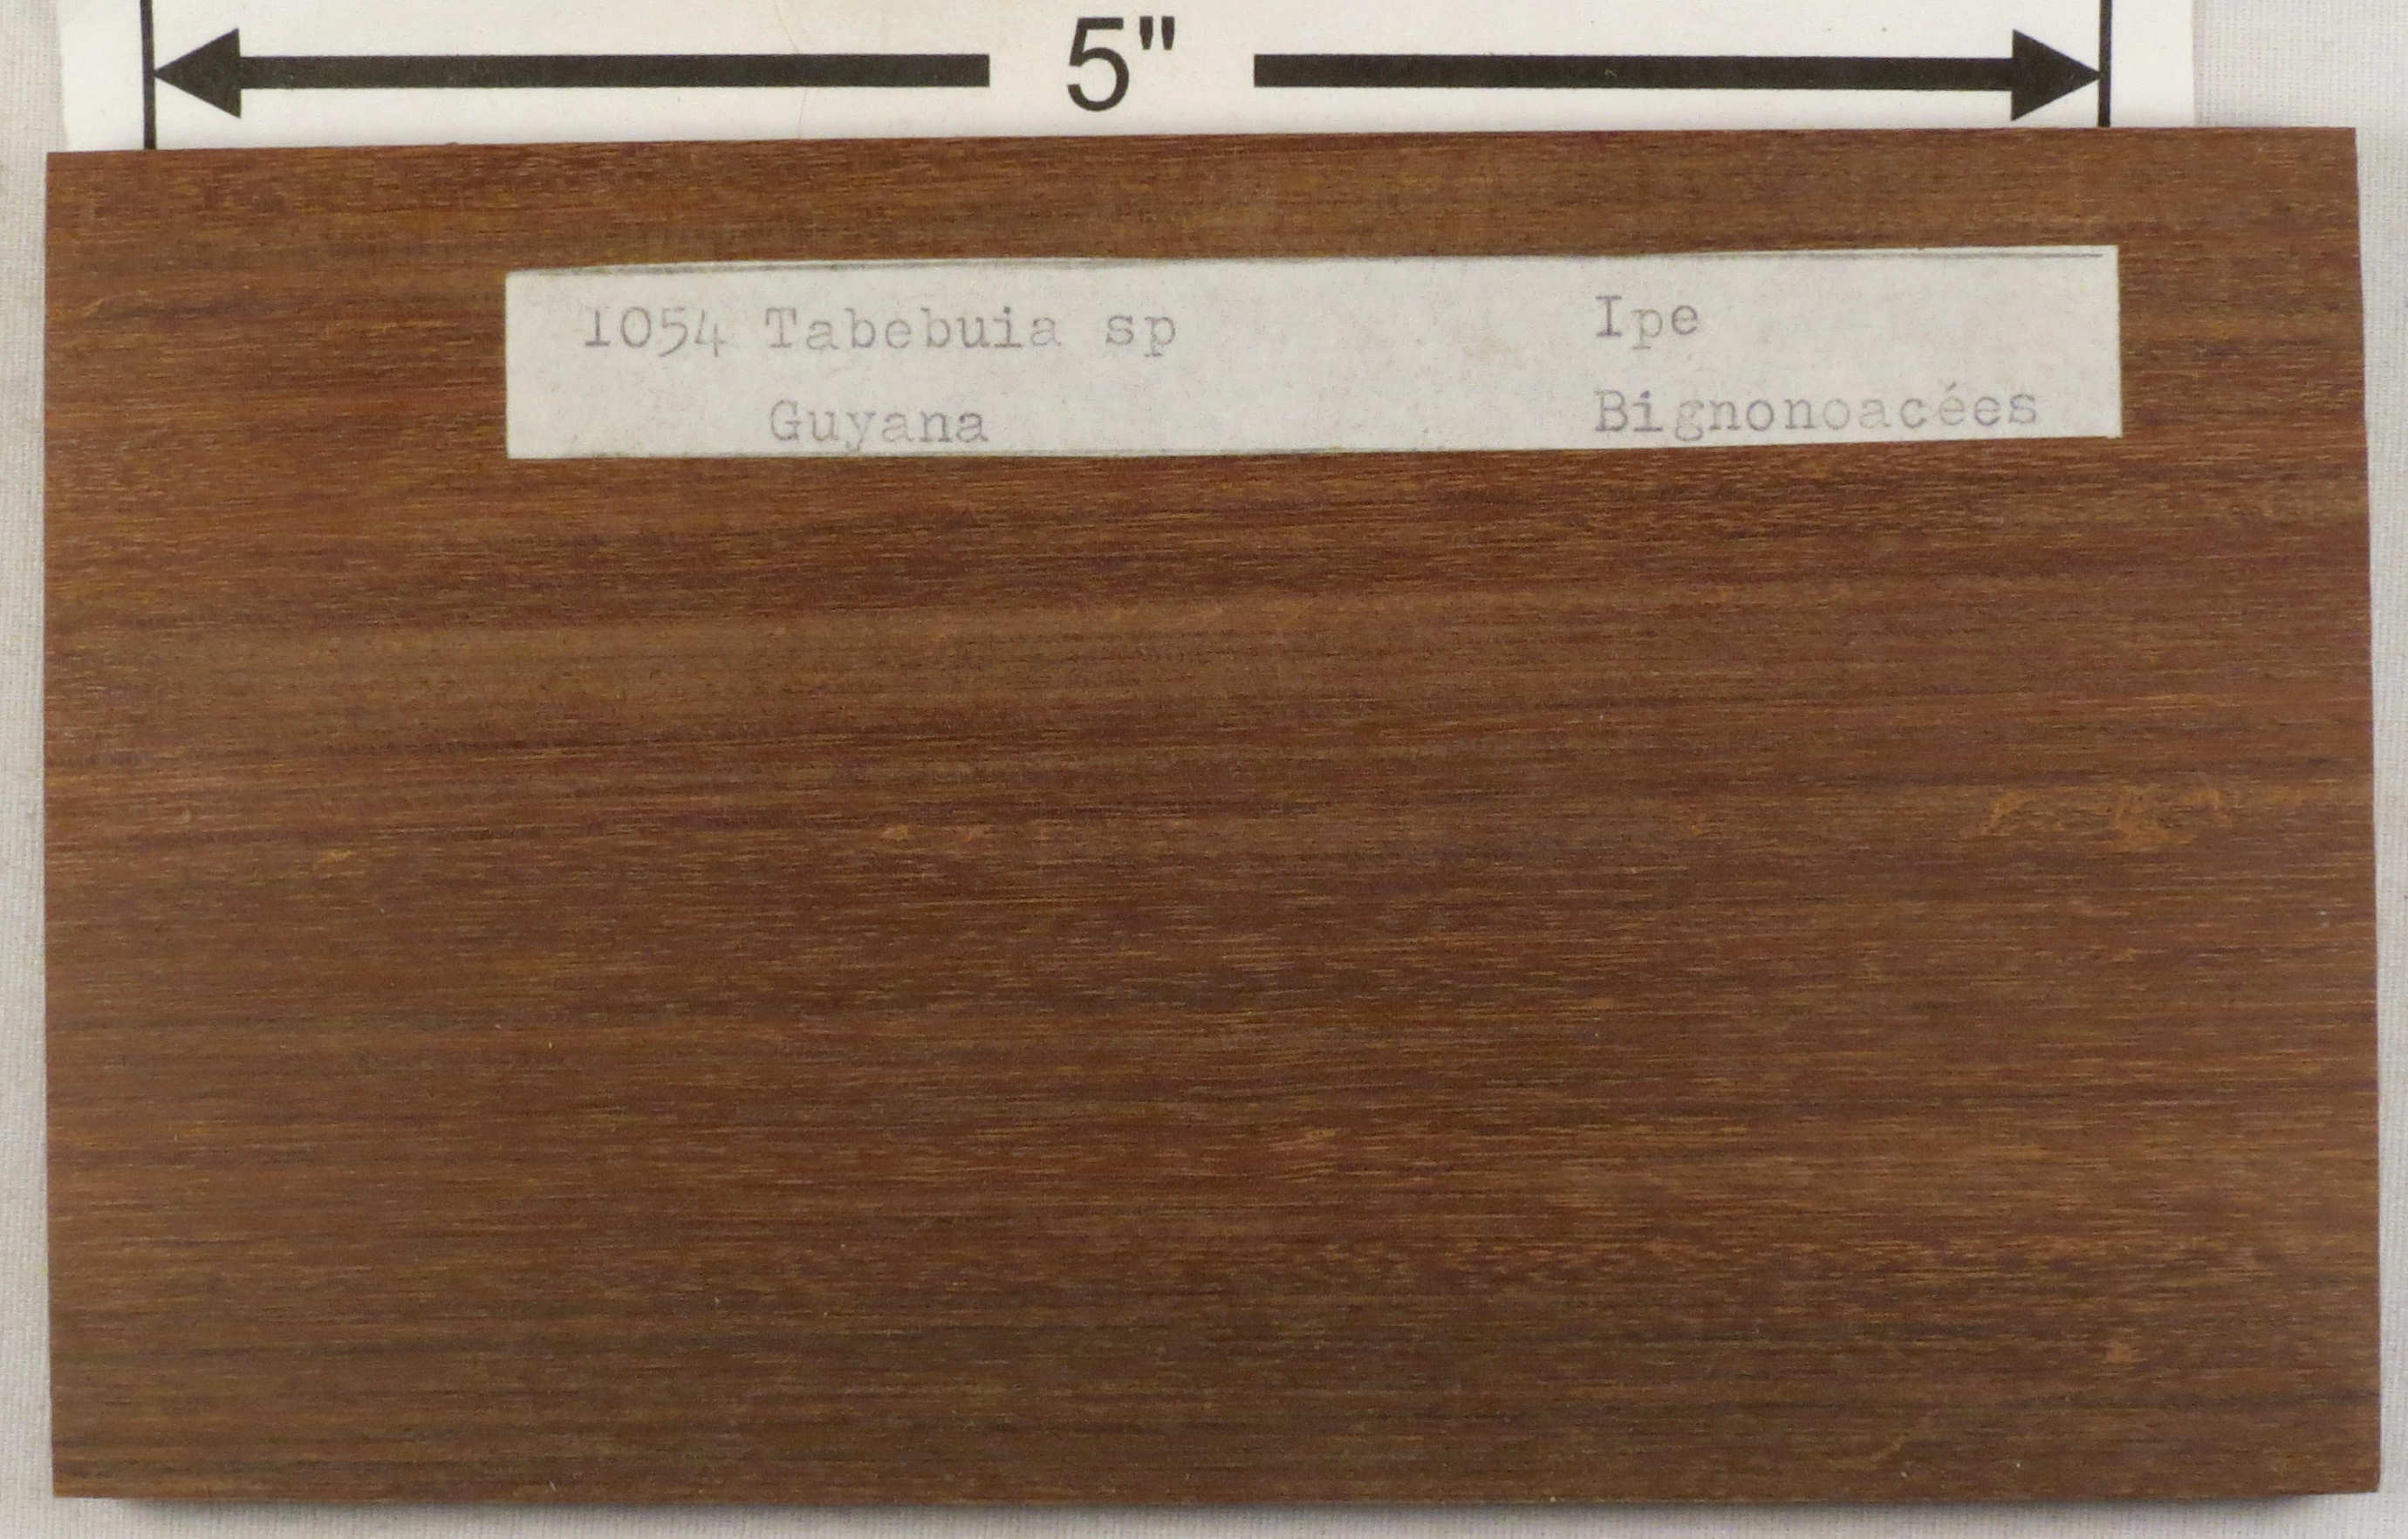 5"
1054 Tabebuia sp Ipe
Guyana Bignonoacées